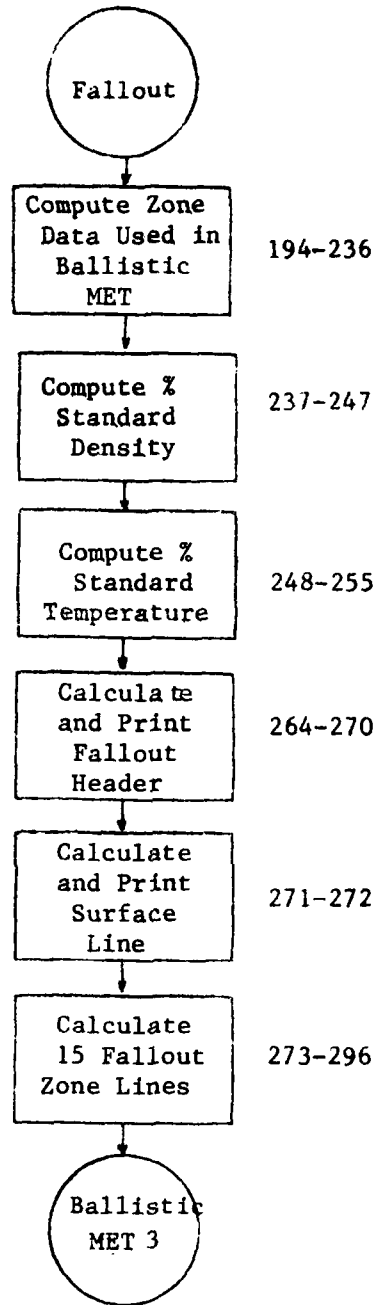 Fallout
Compute Zone
Data Used in
Ballistic
MET
194-236
Compute %
Standard
Density
237-247
Compute %
Standard
Temperature
248-255
Calculate
and Print
Fallout
Header
264-270
Calculate
and Print
Surface
Line
271-272
Calculate
15 Fallout
Zone Lines
273-296
Ballistic
MET 3